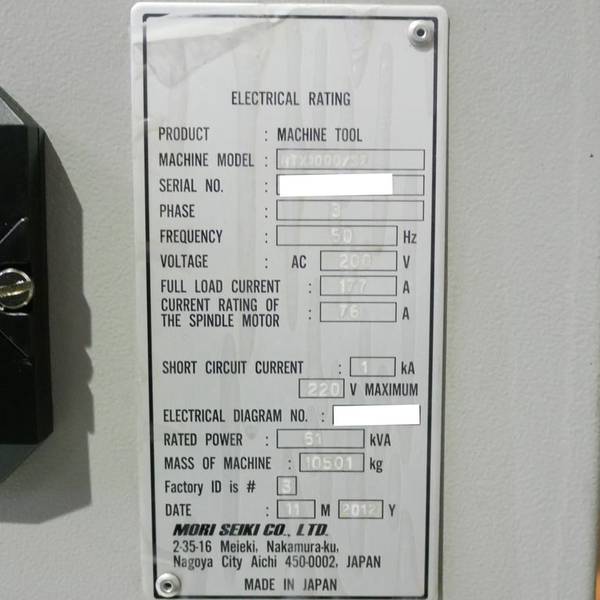 ELECTRICAL RATING
PRODUCT : MACHINE TOOL
MACHINE MODEL :
SERIAL NO. :
PHASE : 3
FREQUENCY : 50 Hz
VOLTAGE : AC 200 V
FULL LOAD CURRENT : 177 A
CURRENT RATING OF
THE SPINDLE MOTOR : 76 A
SHORT CIRCUIT CURRENT : 1 kA
220 V MAXIMUM
ELECTRICAL DIAGRAM NO. :
RATED POWER : 61 kVA
MASS OF MACHINE : 10501 kg
Factory ID is # 3
DATE 11 M 2012 Y
MORI SEIKI CO., LTD.
2-35-16 Meieki, Nakamura-ku,
Nagoya City Aichi 450-0002, JAPAN
MADE IN JAPAN